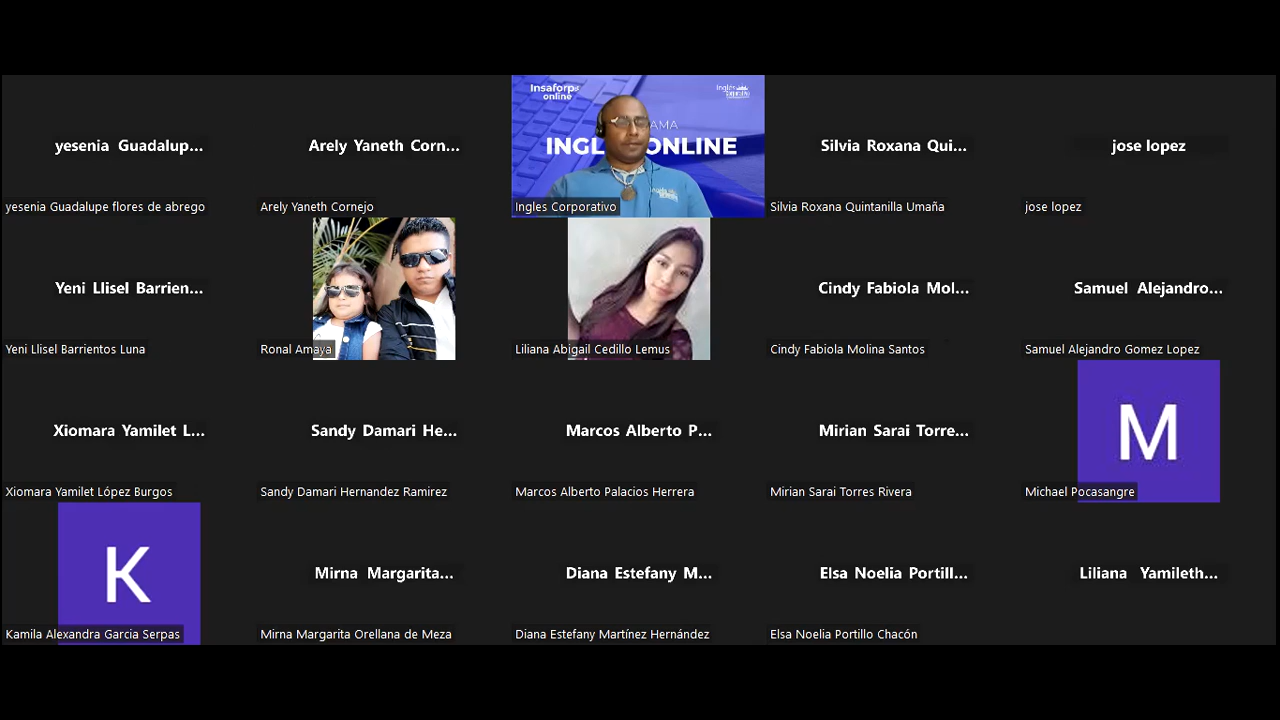 yesenia Guadalup...
yesenia Guadalupe flores de abrego
Arely Yaneth Corn...
Arely Yaneth Cornejo
Insaforp
online
Ingles
AMA
INGL ONLINE
Ingles Corporativo
Silvia Roxana Qui...
Silvia Roxana Quintanilla Umaña
jose lopez
jose lopez
Yeni Llisel Barrien...
Yeni Llisel Barrientos Luna
Ronal Amaya
Liliana Abigail Cedillo Lemus
Cindy Fabiola Mol...
Cindy Fabiola Molina Santos
Samuel Alejandro...
Samuel Alejandro Gomez Lopez
Xiomara Yamilet L...
Xiomara Yamilet López Burgos
Sandy Damari He...
Sandy Damari Hernandez Ramirez
Marcos Alberto P...
Marcos Alberto Palacios Herrera
Mirian Sarai Torre...
Mirian Sarai Torres Rivera
M
Michael Pocasangre
K
Kamila Alexandra Garcia Serpas
Mirna Margarita...
Mirna Margarita Orellana de Meza
Diana Estefany M...
Diana Estefany Martínez Hernández
Elsa Noelia Portill...
Elsa Noelia Portillo Chacón
Liliana Yamileth...